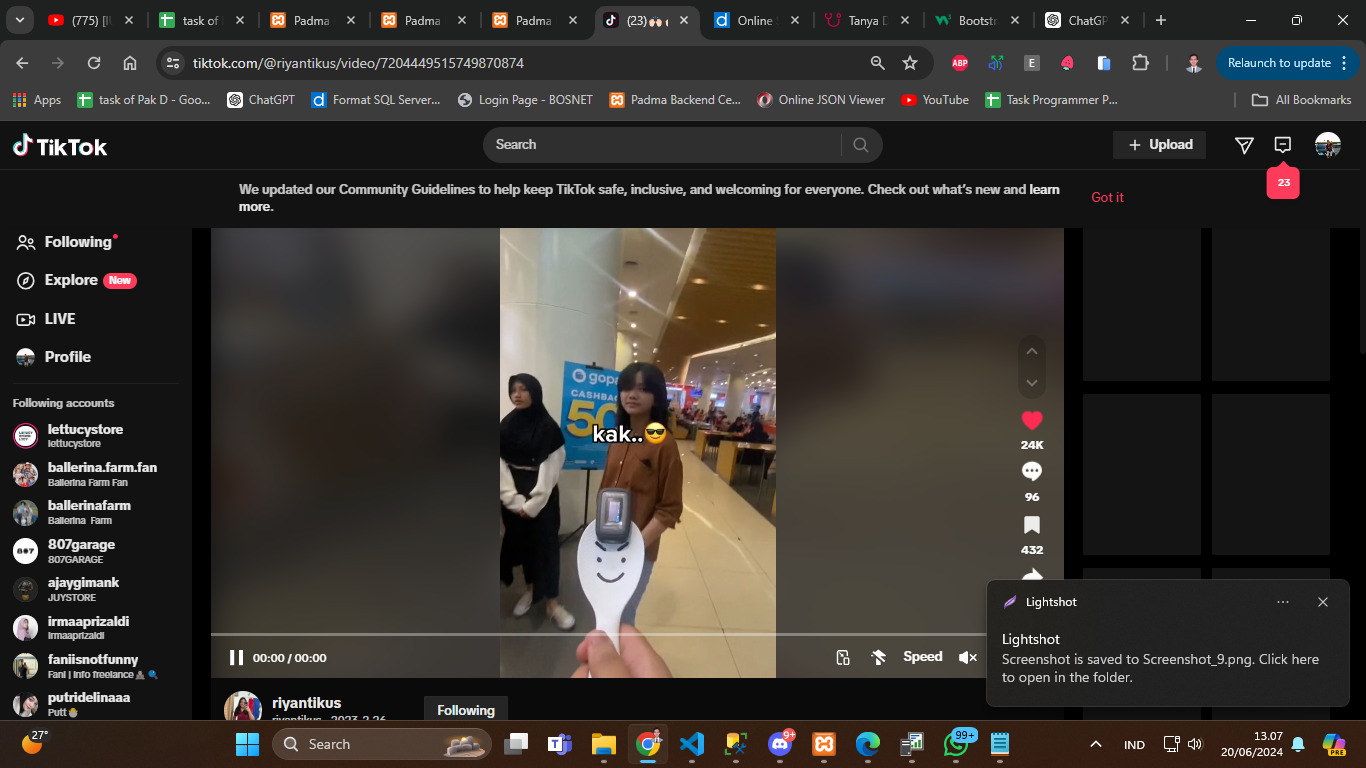 (775) [I
task of
Padma
Padma
Padma
(23)🙌🏻
Online
Tanya D
Bootstr
ChatGP
tiktok.com/@riyantikus/video/7204449515749870874
ABP
E
Relaunch to update
Apps
task of Pak D - Goo...
ChatGPT
Format SQL Server...
Login Page - BOSNET
Padma Backend Ce...
Online JSON Viewer
YouTube
Task Programmer P...
All Bookmarks
TikTok
Search
Upload
23
We updated our Community Guidelines to help keep TikTok safe, inclusive, and welcoming for everyone. Check out what's new and learn
more.
Got it
Following
Explore New
LIVE
Profile
Following accounts
lettucystore
lettucystore
ballerina.farm.fan
Ballerina Farm Fan
ballerinafarm
Ballerina Farm
807garage
807GARAGE
ajaygimank
JUYSTORE
irmaaprizaldi
Irmaaprizaldi
faniisnotfunny
Fani | Info freelance
putridelinaaa
Putt
gopa
CASHBAC
50
kak..😎
24K
96
432
00:00 / 00:00
Speed
riyantikus
riyantikus · 2023-2-26
Following
Lightshot
Lightshot
Screenshot is saved to Screenshot_9.png. Click here
to open in the folder.
27°
Search
9+
99+
IND
13.07
20/06/2024
PRE